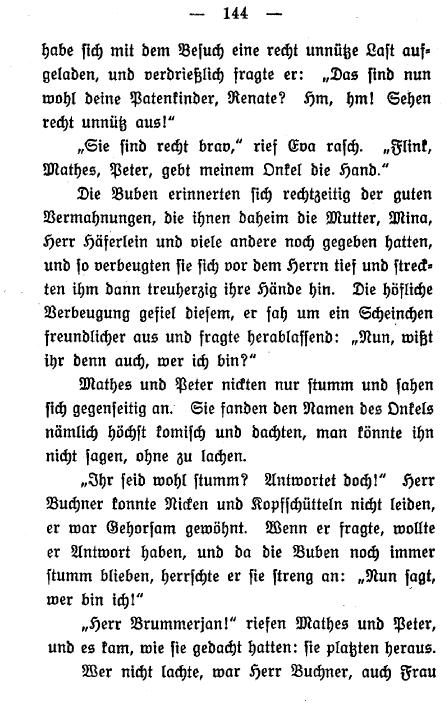 — 144 —
habe sich mit dem Besuch eine recht unnütze Last auf-
geladen, und verdrießlich fragte er: „Das sind nun
wohl deine Patenkinder, Renate? Hm, hm! Sehen
recht unnütz aus!“
„Sie sind recht brav,“ rief Eva rasch. „Flink,
Mathes, Peter, gebt meinem Onkel die Hand.“
Die Buben erinnerten sich rechtzeitig der guten
Vermahnungen, die ihnen daheim die Mutter, Mina,
Herr Häferlein und viele andere noch gegeben hatten,
und so verbeugten sie sich vor dem Herrn tief und streck-
ten ihm dann treuherzig ihre Hände hin. Die höfliche
Verbeugung gefiel diesem, er sah um ein Scheinchen
freundlicher aus und fragte herablassend: „Nun, wißt
ihr denn auch, wer ich bin?“
Mathes und Peter nickten nur stumm und sahen
sich gegenseitig an. Sie fanden den Namen des Onkels
nämlich höchst komisch und dachten, man könnte ihn
nicht sagen, ohne zu lachen.
„Ihr seid wohl stumm? Antwortet doch!“ Herr
Buchner konnte Nicken und Kopfschütteln nicht leiden,
er war Gehorsam gewöhnt. Wenn er fragte, wollte
er Antwort haben, und da die Buben noch immer
stumm blieben, herrschte er sie streng an: „Nun sagt,
wer bin ich!“
„Herr Brummerjan!“ riefen Mathes und Peter,
und es kam, wie sie gedacht hatten: sie platzten heraus.
Wer nicht lachte, war Herr Buchner, auch Frau